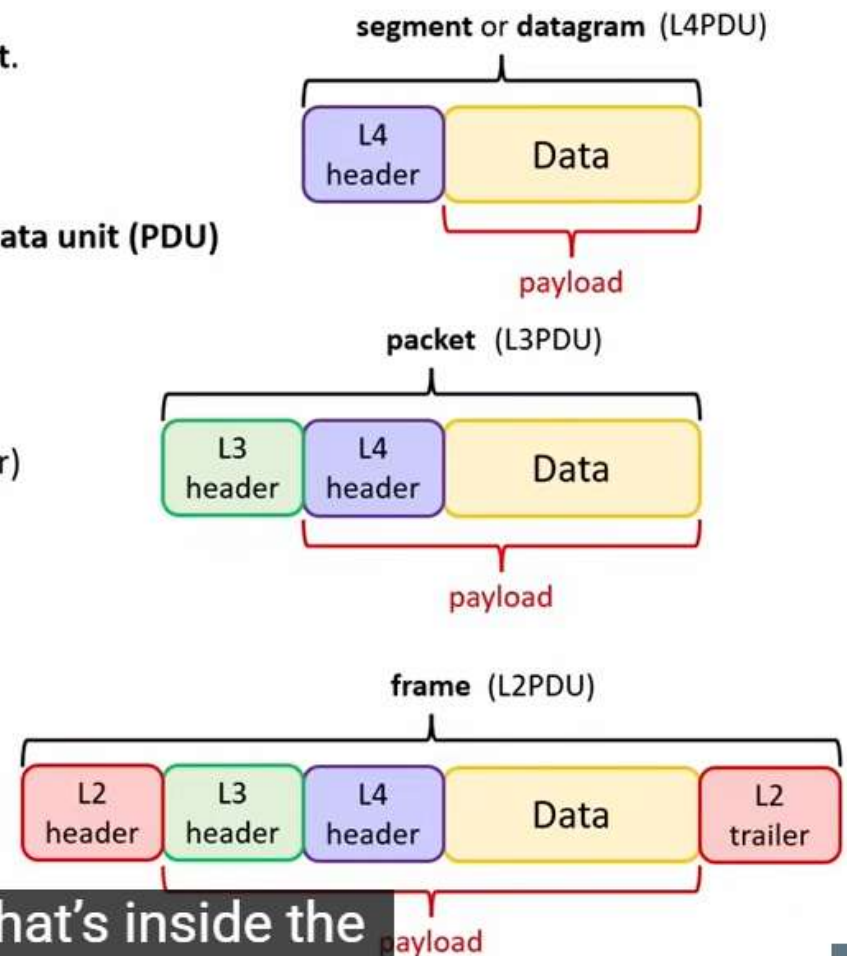 segment or datagram (L4PDU)
t.
L4
header
Data
ata unit (PDU)
payload
packet (L3PDU)
r)
L3
header
L4
header
Data
payload
frame (L2PDU)
L2
header
L3
header
L4
header
Data
L2
trailer
hat's inside the
payload